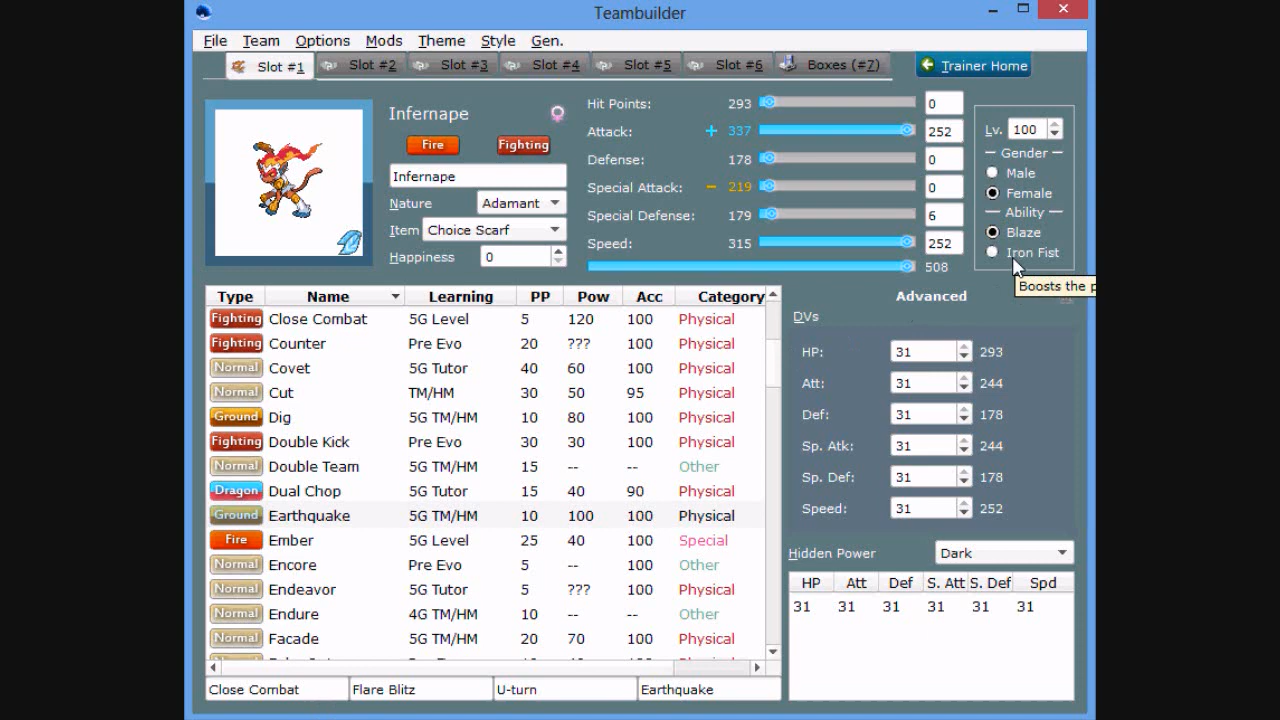 Teambuilder
File Team Options Mods Theme Style Gen.
Slot #1 Slot #2 Slot #3 Slot #4 Slot #5 Slot #6 Boxes (#7) Trainer Home
Infernape
Fire Fighting
Infernape
Nature Adamant
Item Choice Scarf
Happiness 0
Hit Points: 293 0
Attack: + 337 252
Defense: 178 0
Special Attack: − 219 0
Special Defense: 179 6
Speed: 315 252
508
Lv. 100
Gender
Male
Female
Ability
Blaze
Iron Fist
Boosts the p
Type Name Learning PP Pow Acc Category
Fighting Close Combat 5G Level 5 120 100 Physical
Fighting Counter Pre Evo 20 ??? 100 Physical
Normal Covet 5G Tutor 40 60 100 Physical
Normal Cut TM/HM 30 50 95 Physical
Ground Dig 5G TM/HM 10 80 100 Physical
Fighting Double Kick Pre Evo 30 30 100 Physical
Normal Double Team 5G TM/HM 15 -- -- Other
Dragon Dual Chop 5G Tutor 15 40 90 Physical
Ground Earthquake 5G TM/HM 10 100 100 Physical
Fire Ember 5G Level 25 40 100 Special
Normal Encore Pre Evo 5 -- 100 Other
Normal Endeavor 5G Tutor 5 ??? 100 Physical
Normal Endure 4G TM/HM 10 -- -- Other
Normal Facade 5G TM/HM 20 70 100 Physical
Close Combat Flare Blitz U-turn Earthquake
Advanced
DVs
HP: 31 293
Att: 31 244
Def: 31 178
Sp. Atk: 31 244
Sp. Def: 31 178
Speed: 31 252
Hidden Power Dark
HP Att Def S. Att S. Def Spd
31 31 31 31 31 31